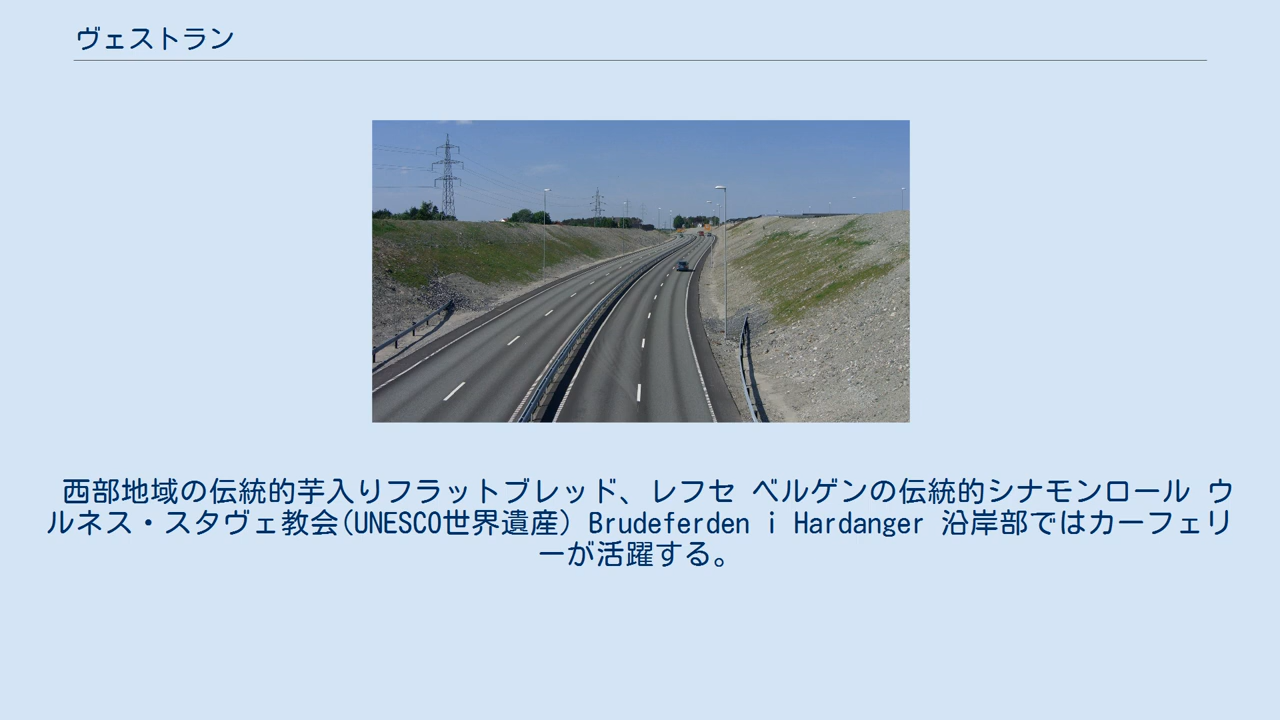 ヴェストラン
西部地域の伝統的芋入りフラットブレッド、レフセ ベルゲンの伝統的シナモンロール ウ
ルネス・スタヴェ教会(UNESCO世界遺産) Brudeferden i Hardanger 沿岸部ではカーフェリ
ーが活躍する。